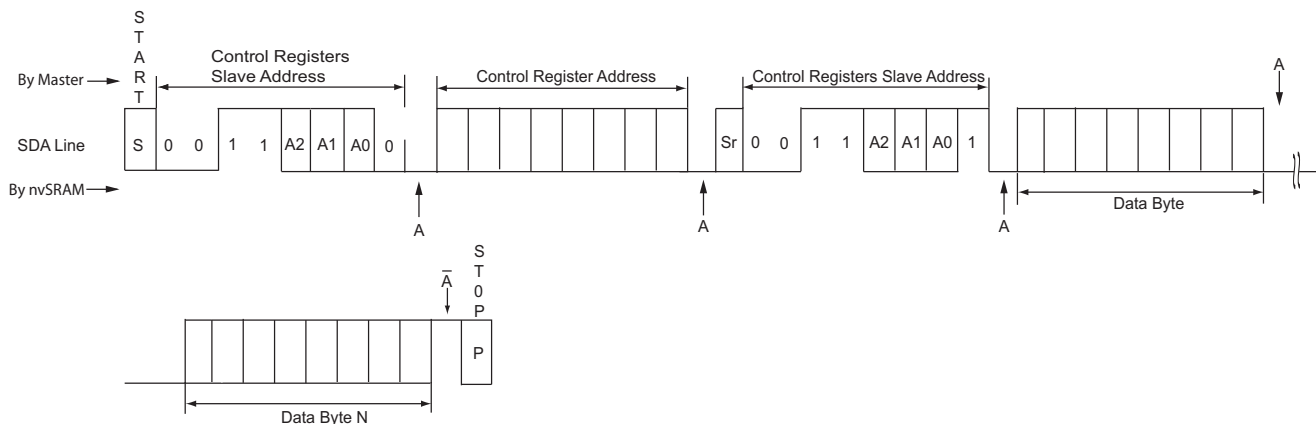 START
Control Registers
Slave Address
By Master
Control Register Address
Control Registers Slave Address
A
SDA Line
S 0 0 1 1 A2 A1 A0 0
Sr 0 0 1 1 A2 A1 A0 1
By nvSRAM
A
A
A
Data Byte
A̅
ST0P
P
Data Byte N